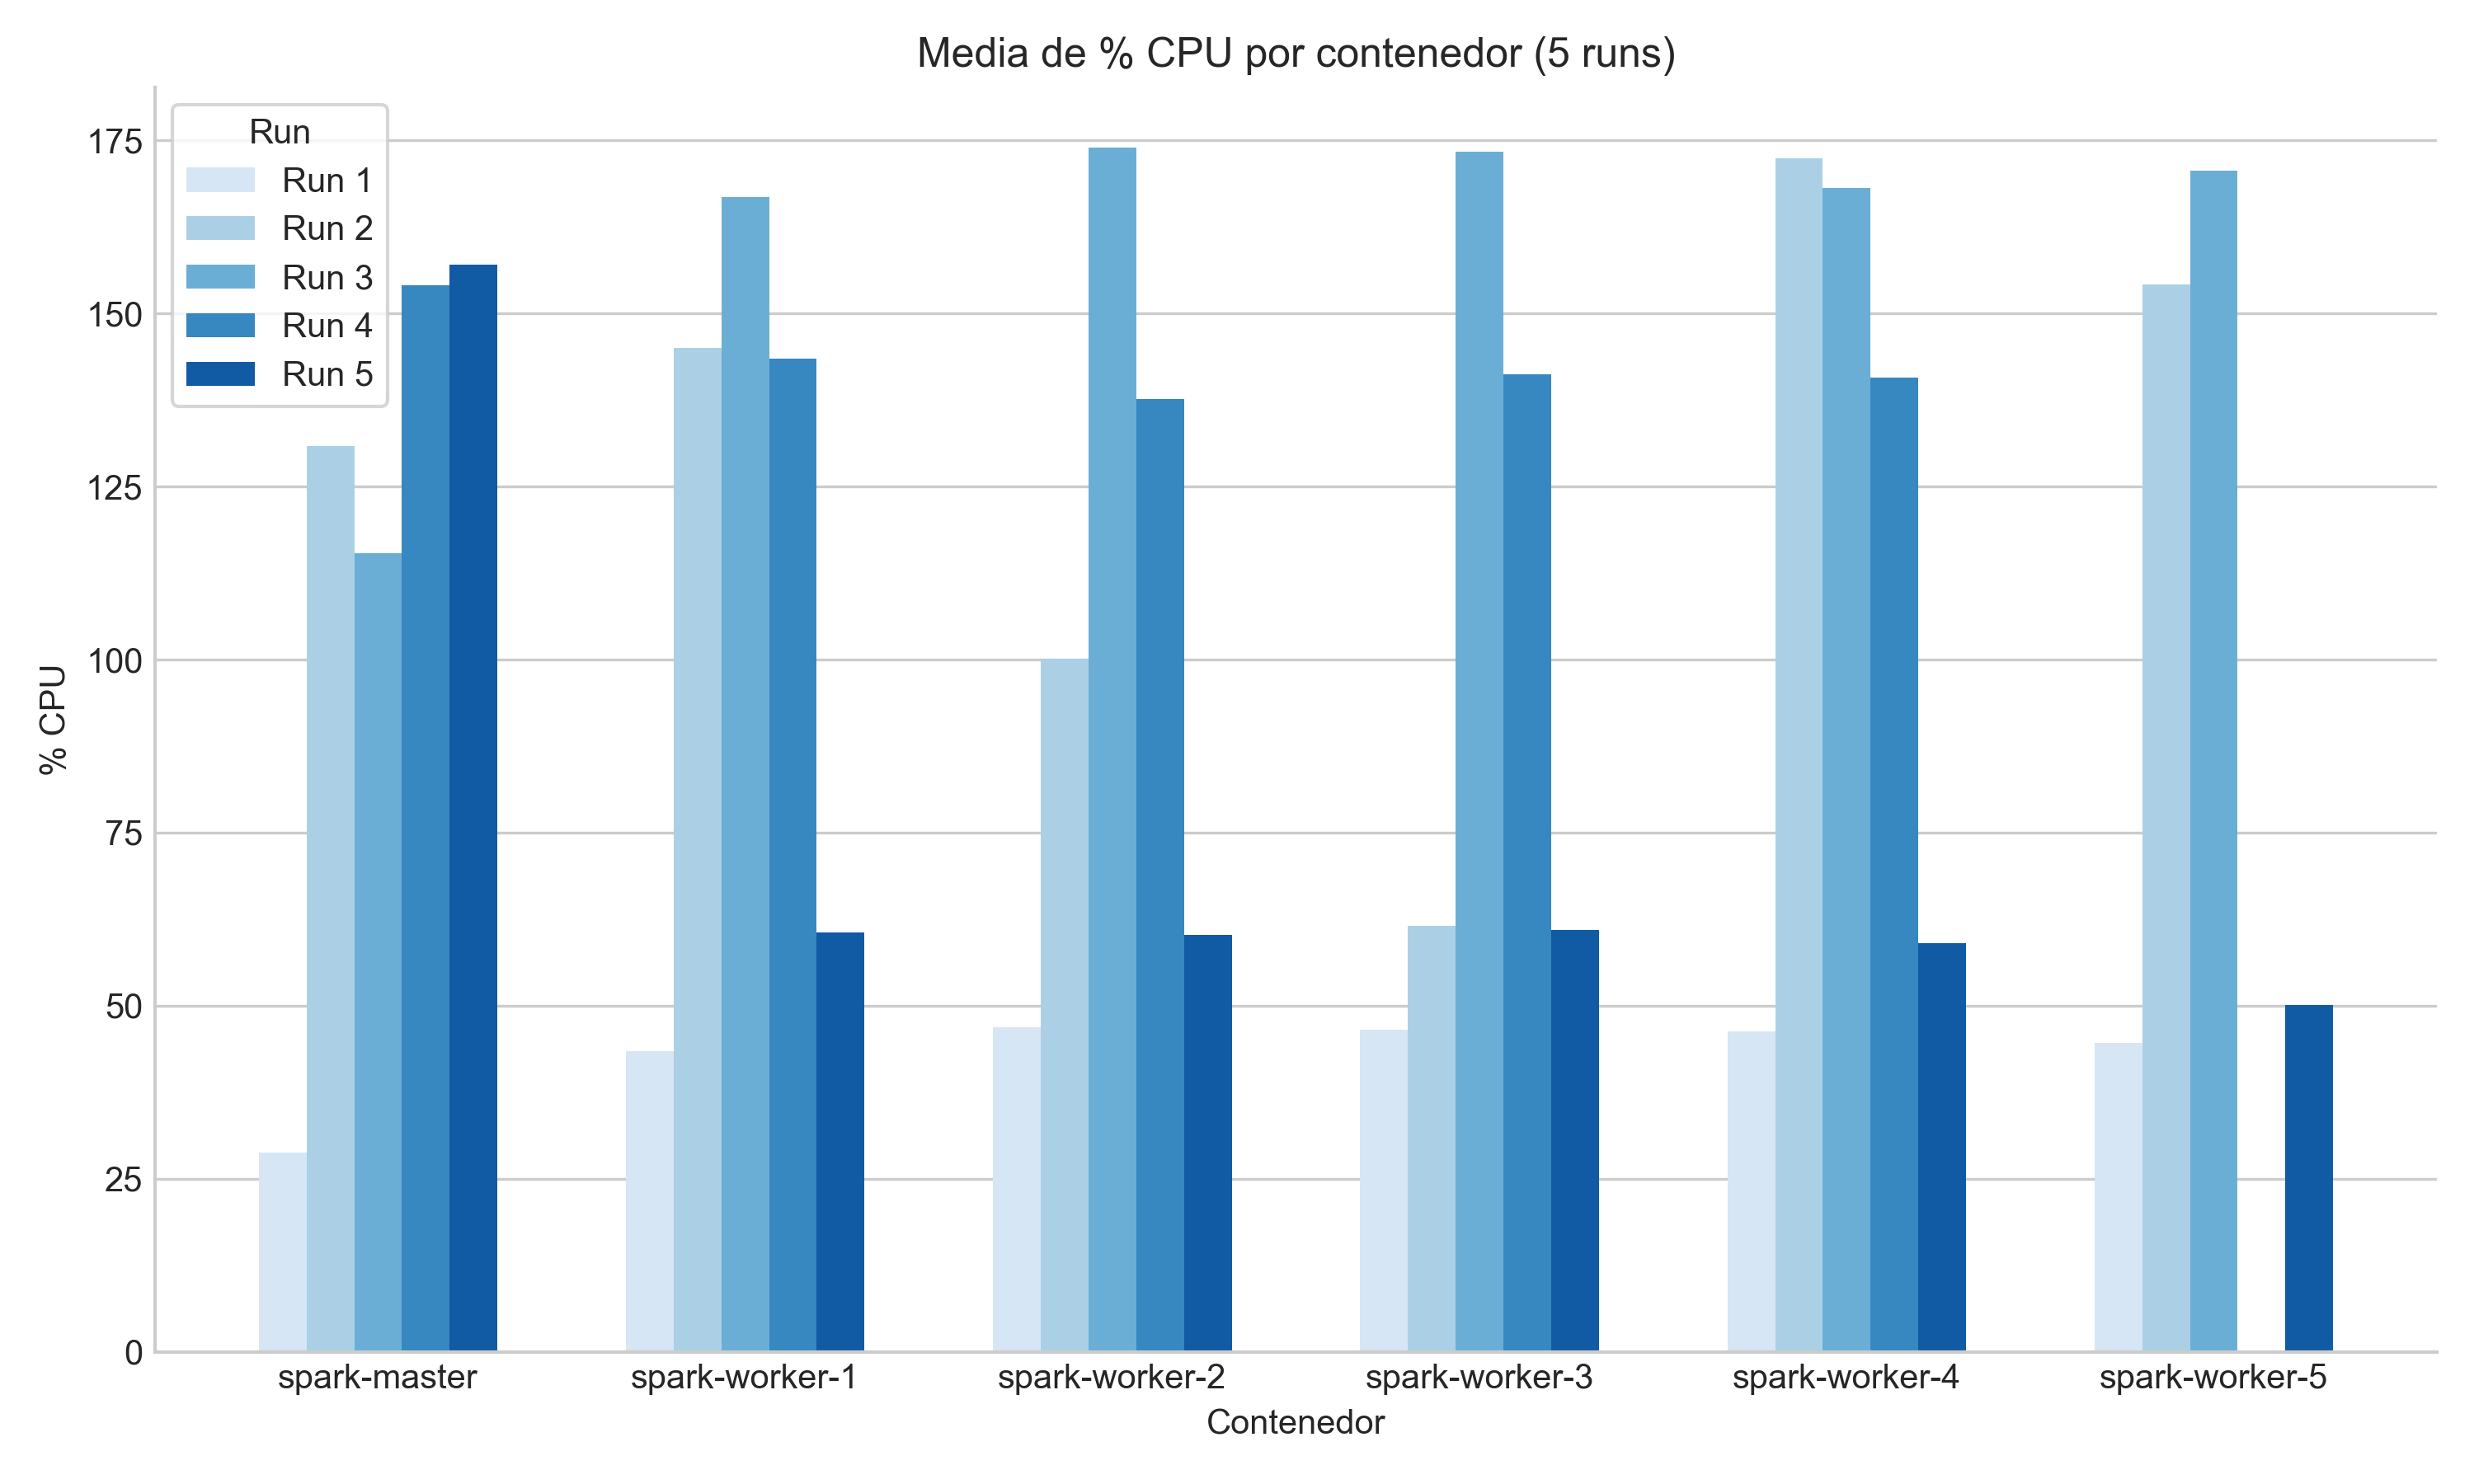 Media de % CPU por contenedor (5 runs)
Run
Run 1
Run 2
Run 3
Run 4
Run 5
175
150
125
100
75
50
25
0
% CPU
spark-master
spark-worker-1
spark-worker-2
spark-worker-3
spark-worker-4
spark-worker-5
Contenedor